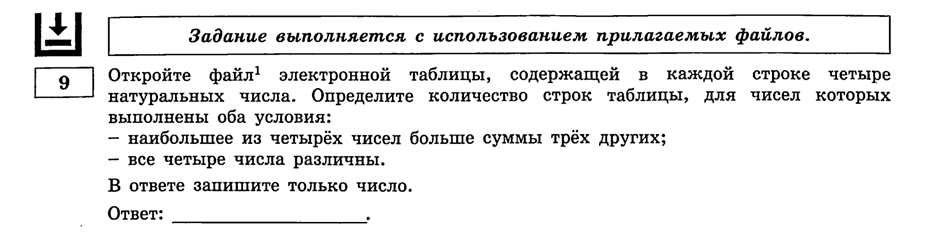 Задание выполняется с использованием прилагаемых файлов.
9
Откройте файл¹ электронной таблицы, содержащей в каждой строке четыре
натуральных числа. Определите количество строк таблицы, для чисел которых
выполнены оба условия:
– наибольшее из четырёх чисел больше суммы трёх других;
– все четыре числа различны.
В ответе запишите только число.
Ответ: ____________________.